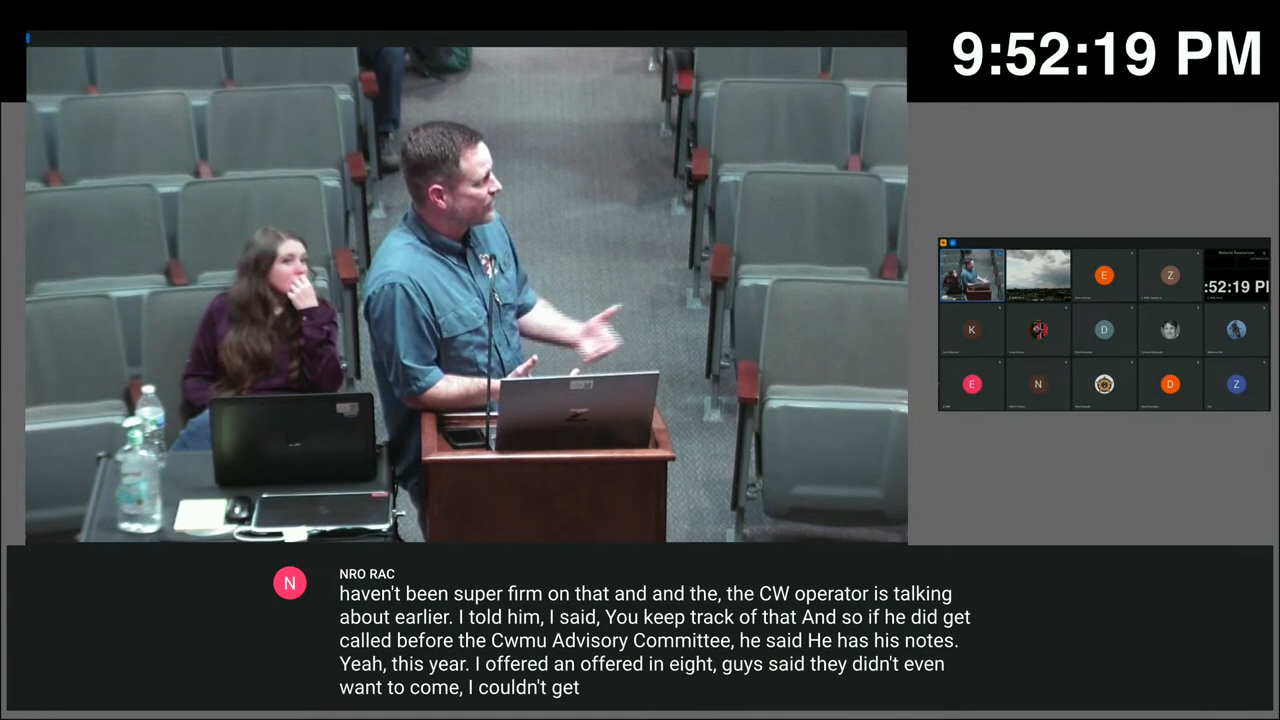 9:52:19 PM
Natural Resources
:52:19 PI
E
Z
K
D
E
N
D
Z
N
NRO RAC
haven't been super firm on that and and the, the CW operator is talking
about earlier. I told him, I said, You keep track of that And so if he did get
called before the Cwmu Advisory Committee, he said He has his notes.
Yeah, this year. I offered an offered in eight, guys said they didn't even
want to come, I couldn't get